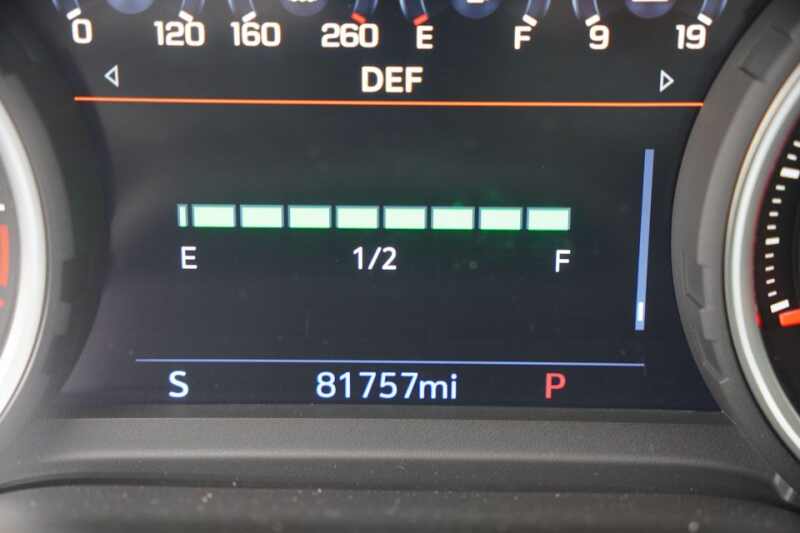 0 120 160 260 E F 9 19
DEF
E 1/2 F
S 81757mi P